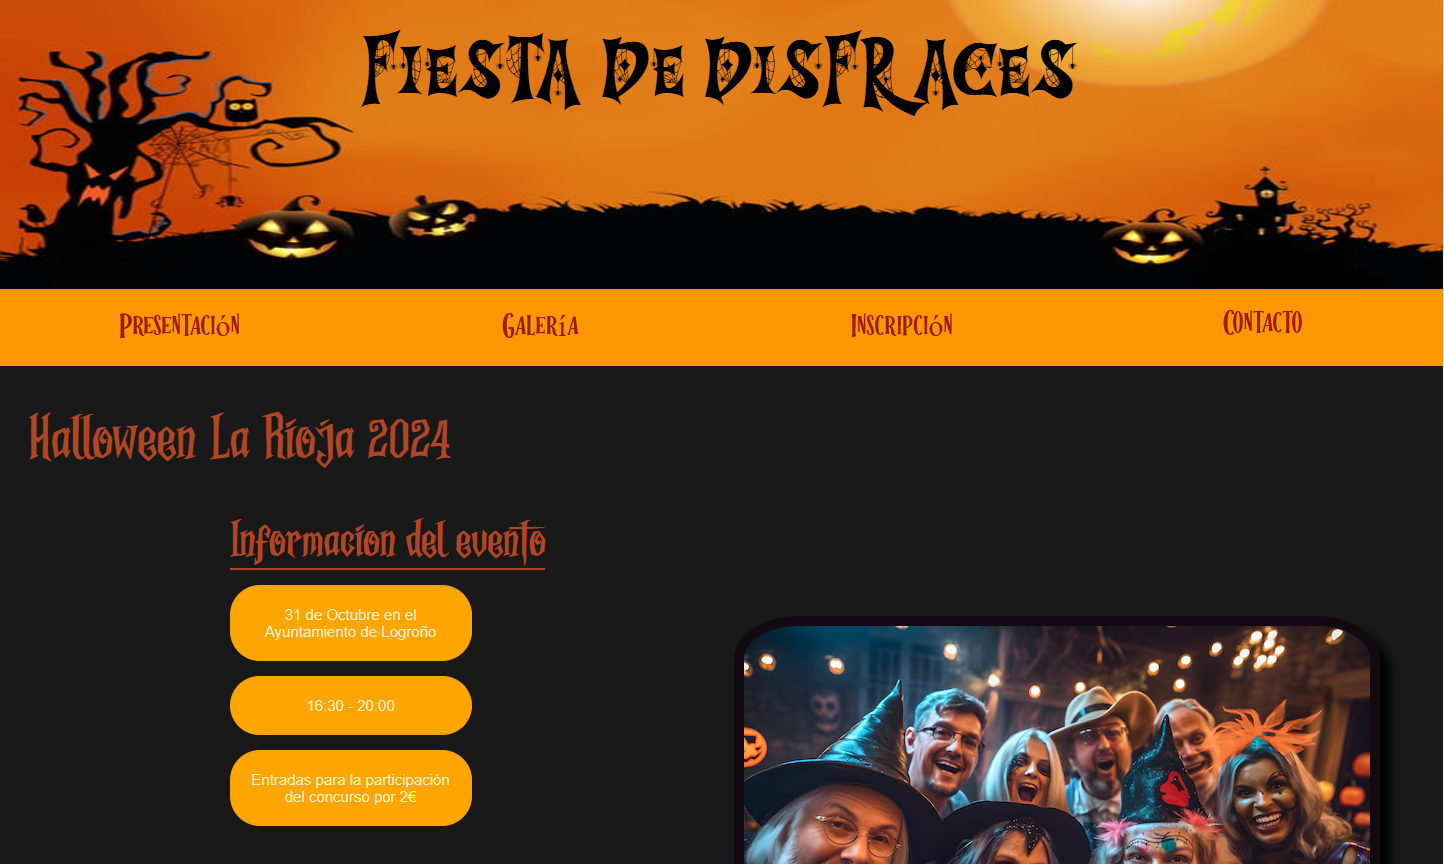 Fiesta de disfraces
Presentación Galería Inscripción Contacto
Halloween La Rioja 2024
Informacion del evento
31 de Octubre en el
Ayuntamiento de Logroño
16:30 - 20:00
Entradas para la participación
del concurso por 2€